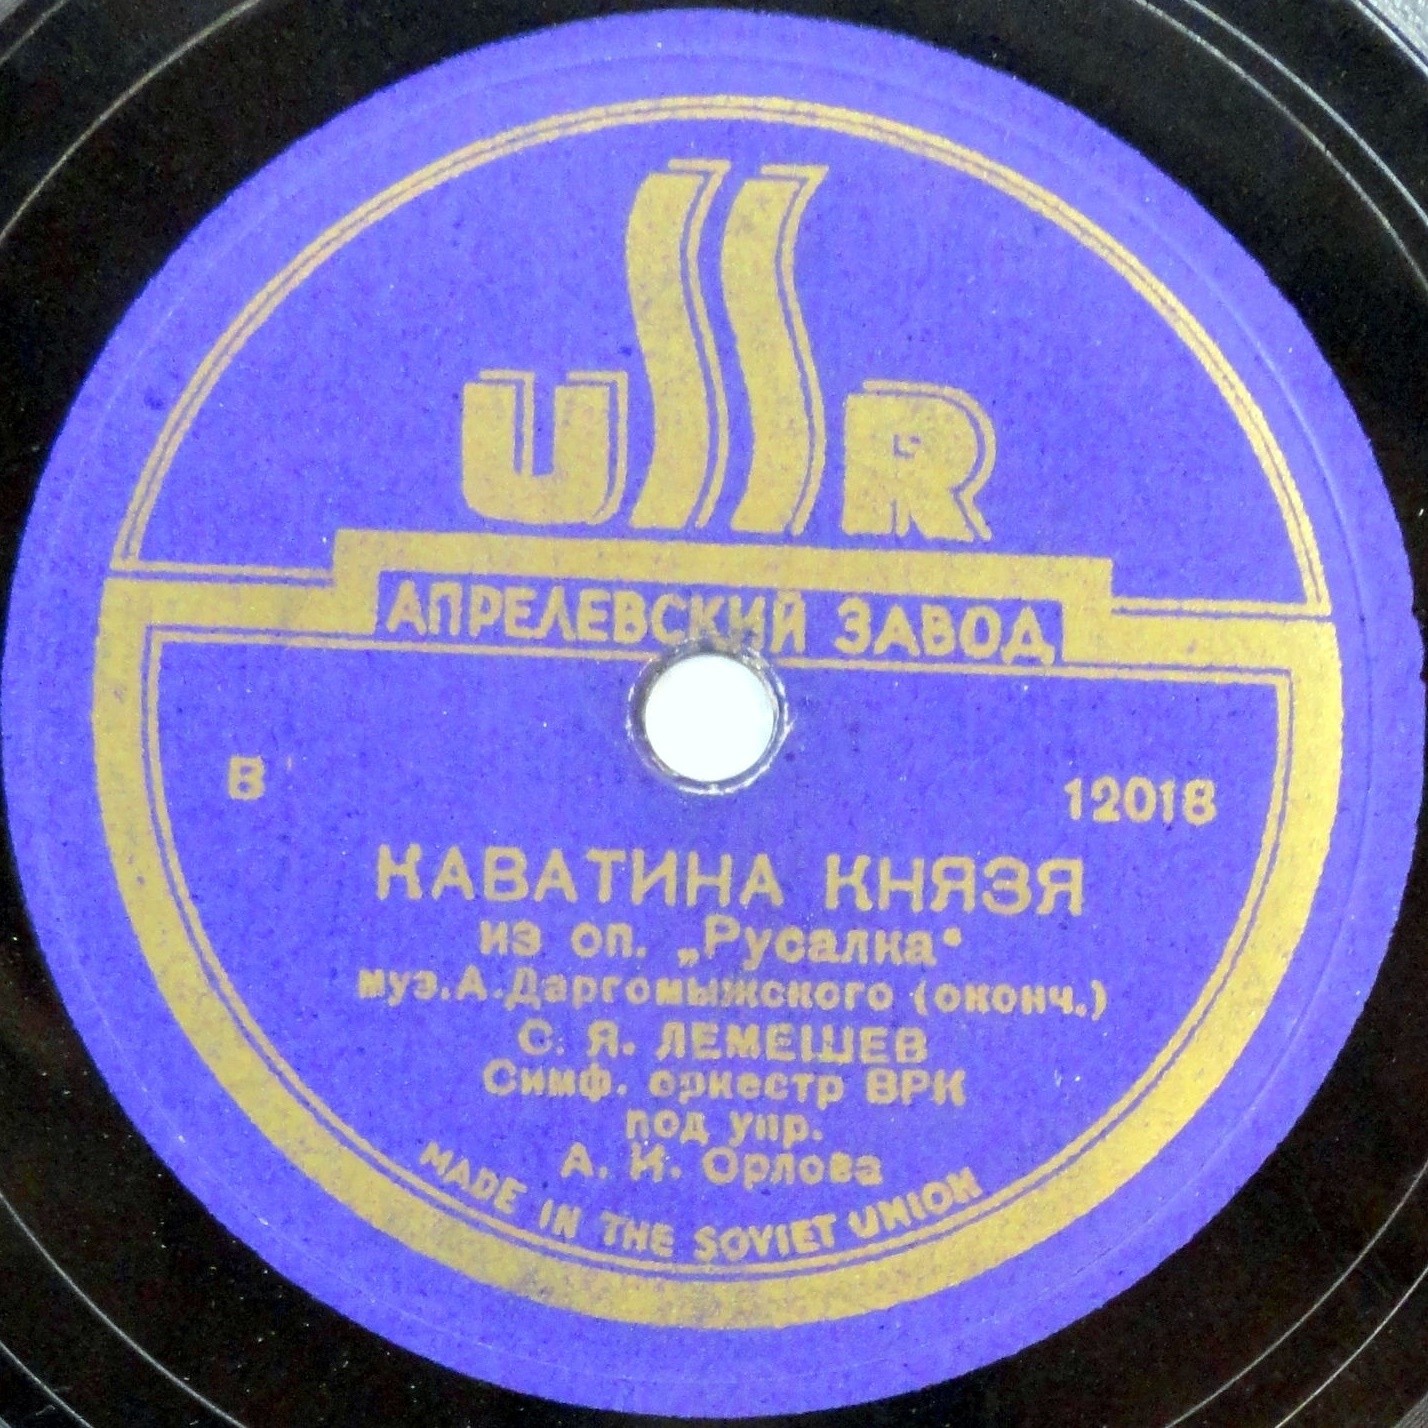 USSR
АПРЕЛЕВСКИЙ ЗАВОД
В 12018
КАВАТИНА КНЯЗЯ
из оп. „Русалка“
муз. А. Даргомыжского (оконч.)
С. Я. ЛЕМЕШЕВ
Симф. оркестр ВРК
под упр.
А. И. Орлова
MADE IN THE SOVIET UNION